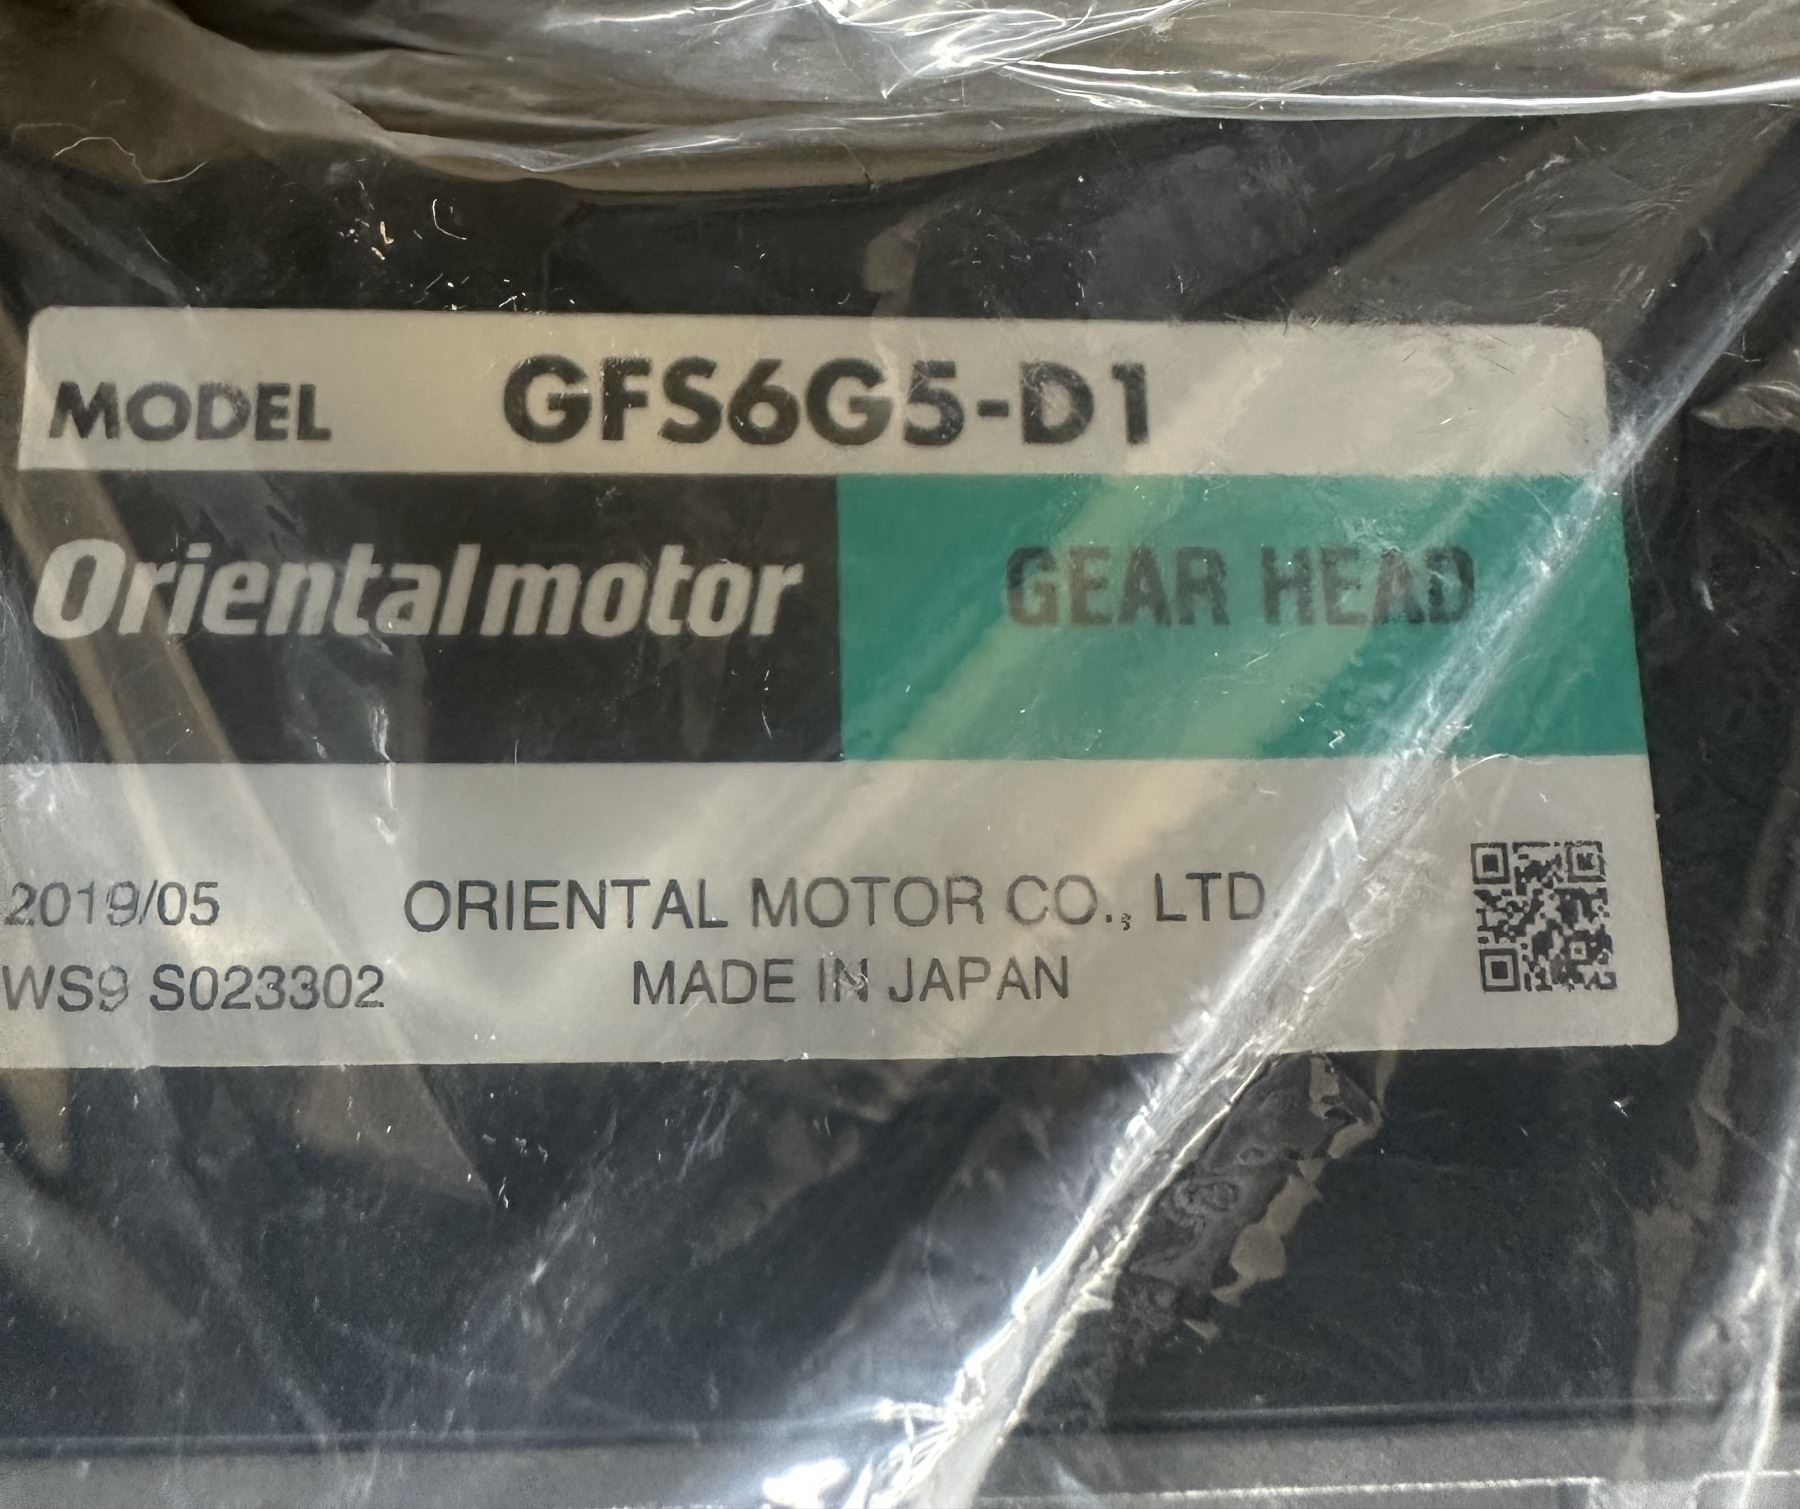 MODEL GFS6G5-D1
Orientalmotor GEAR HEAD
2019/05 ORIENTAL MOTOR CO., LTD.
WS9 S023302 MADE IN JAPAN